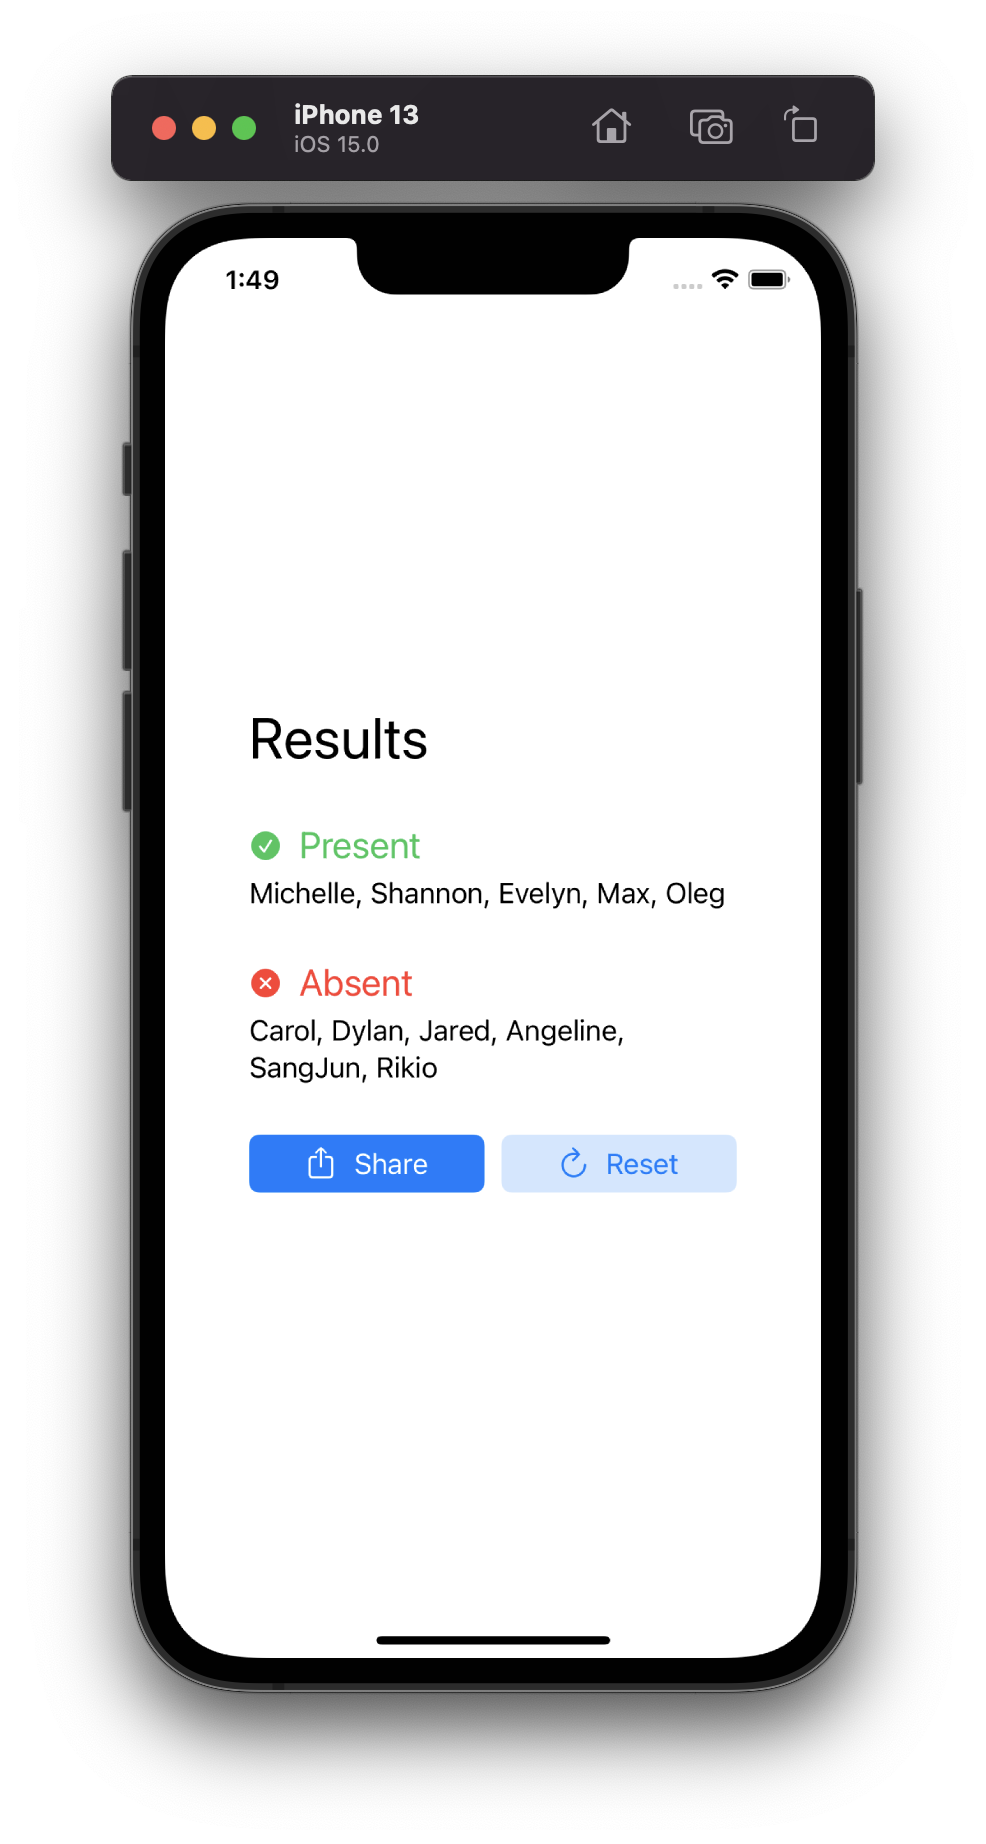 iPhone 13
iOS 15.0
1:49
Results
Present
Michelle, Shannon, Evelyn, Max, Oleg
Absent
Carol, Dylan, Jared, Angeline,
SangJun, Rikio
Share
Reset